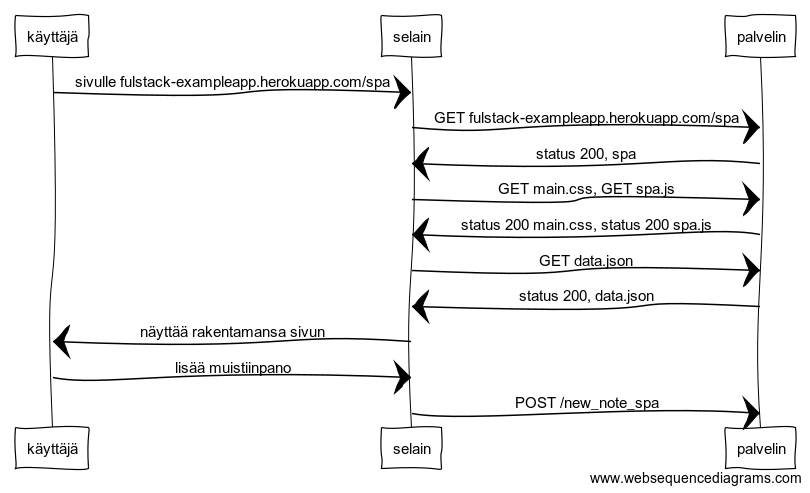 käyttäjä selain palvelin
sivulle fulstack-exampleapp.herokuapp.com/spa
GET fulstack-exampleapp.herokuapp.com/spa
status 200, spa
GET main.css, GET spa.js
status 200 main.css, status 200 spa.js
GET data.json
status 200, data.json
näyttää rakentamansa sivun
lisää muistiinpano
POST /new_note_spa
käyttäjä selain palvelin
www.websequencediagrams.com